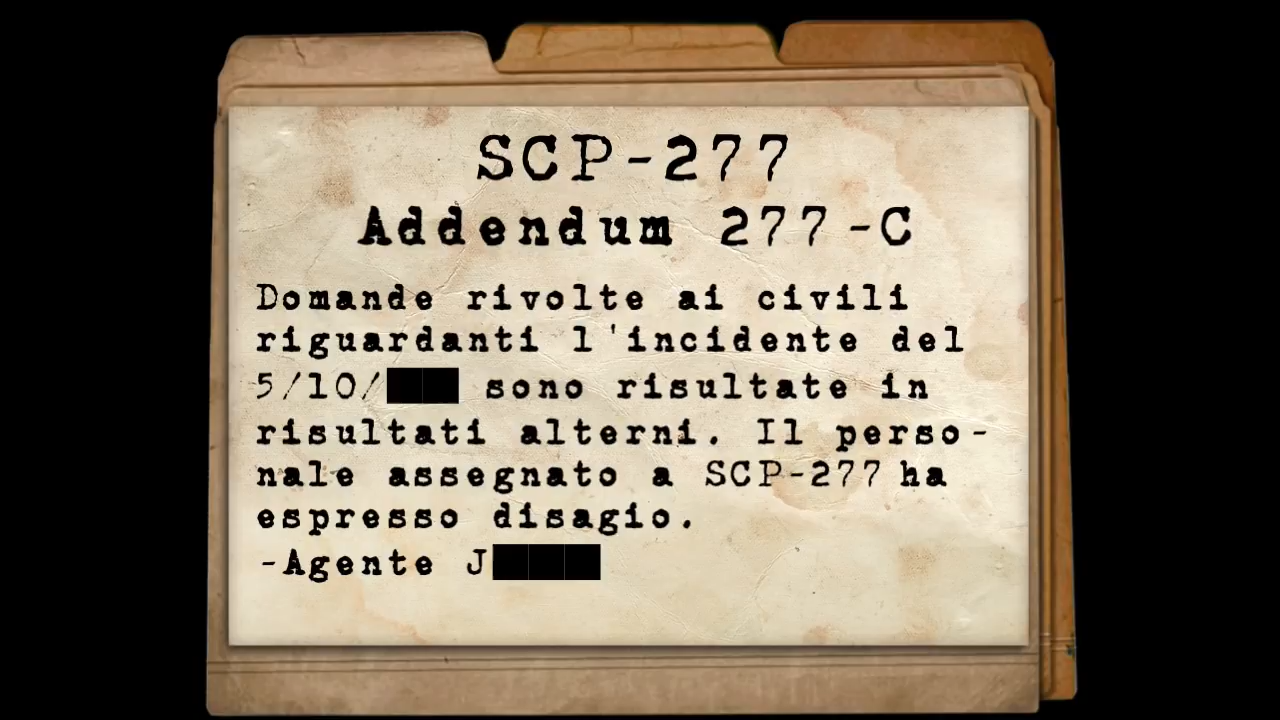 SCP-277
Addendum 277-C
Domande rivolte ai civili
riguardanti l'incidente del
5/10/██ sono risultate in
risultati alterni. Il perso-
nale assegnato a SCP-277 ha
espresso disagio.
-Agente J███